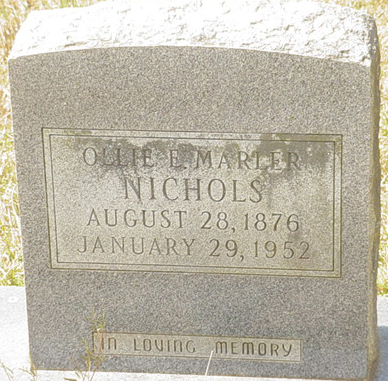 OLLIE E. MARLER
NICHOLS
AUGUST 28, 1876
JANUARY 29, 1952
IN LOVING MEMORY